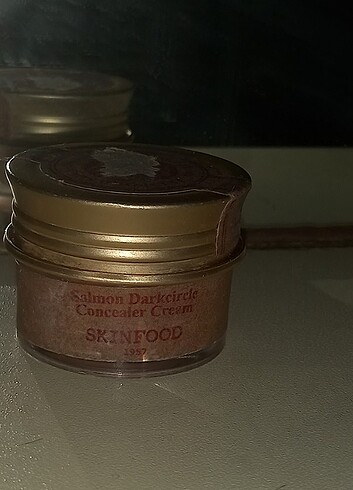 Salmon Darkcircle
Concealer Cream
SKINFOOD
1957